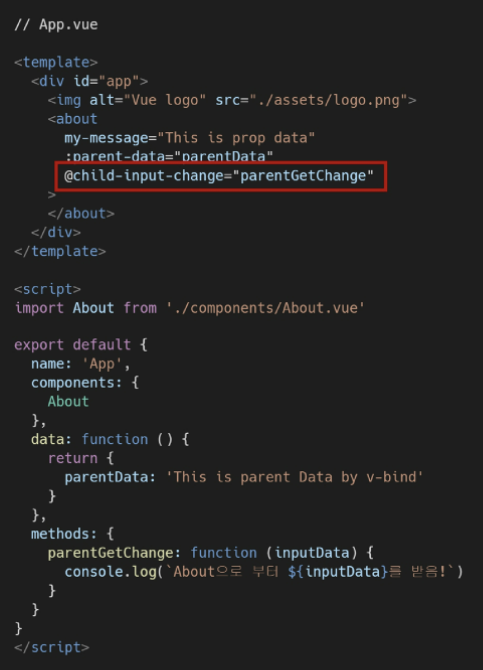 // App.vue

<template>
  <div id="app">
    <img alt="Vue logo" src="./assets/logo.png">
    <about
      my-message="This is prop data"
      :parent-data="parentData"
      @child-input-change="parentGetChange"
    >
    </about>
  </div>
</template>

<script>
import About from './components/About.vue'

export default {
  name: 'App',
  components: {
    About
  },
  data: function () {
    return {
      parentData: 'This is parent Data by v-bind'
    }
  },
  methods: {
    parentGetChange: function (inputData) {
      console.log(`About으로 부터 ${inputData}를 받음!`)
    }
  }
}
</script>